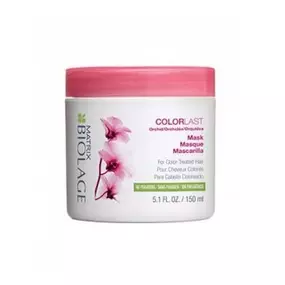 MATRIX
BIOLAGE
COLORLAST
Orchid/Orchidée/Orquídea
Mask
Masque
Mascarilla
For Color-Treated Hair
Pour Cheveux Colorés
Para Cabello Coloreado
5.1 FL. OZ. / 150 ml